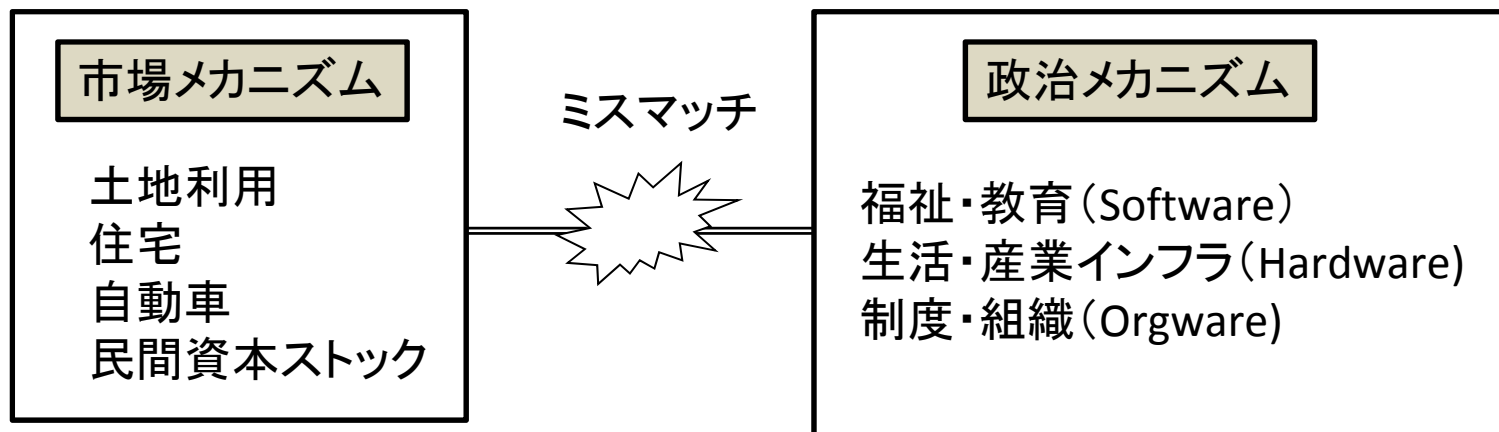 市場メカニズム
土地利用
住宅
自動車
民間資本ストック
ミスマッチ
政治メカニズム
福祉・教育（Software）
生活・産業インフラ（Hardware)
制度・組織（Orgware)